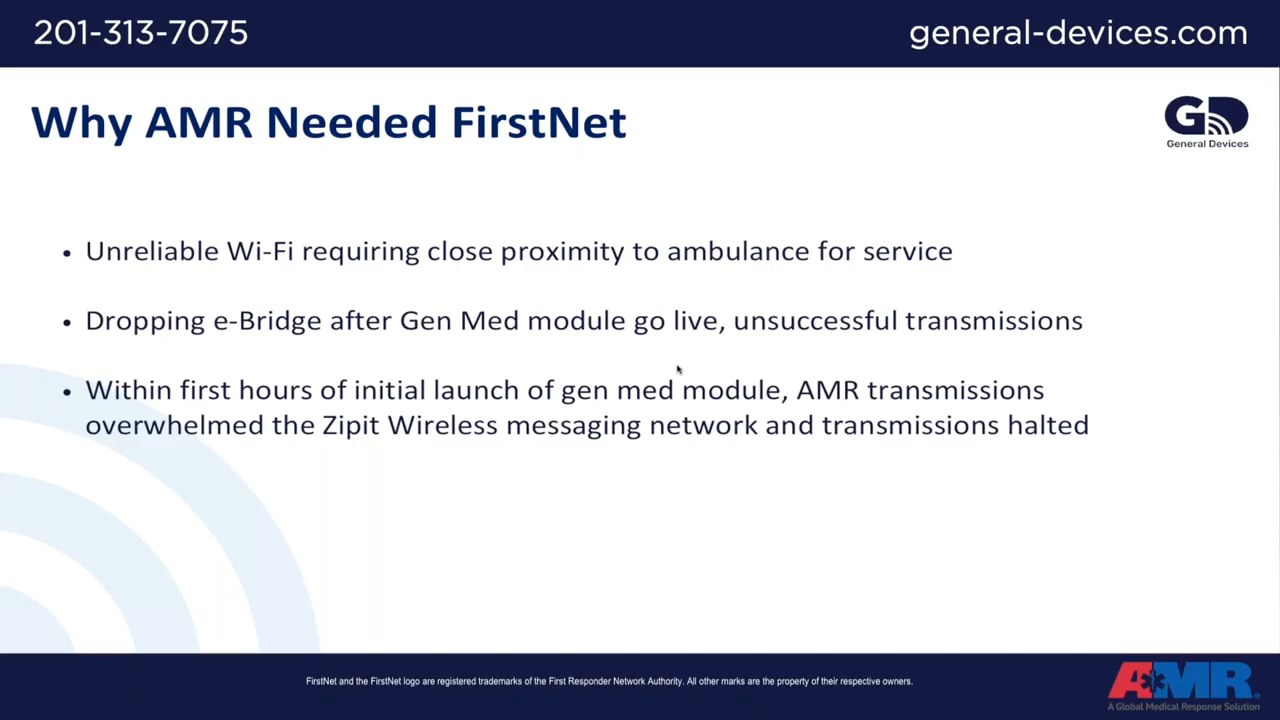 201-313-7075
general-devices.com
Why AMR Needed FirstNet
GD
General Devices
• Unreliable Wi-Fi requiring close proximity to ambulance for service
• Dropping e-Bridge after Gen Med module go live, unsuccessful transmissions
• Within first hours of initial launch of gen med module, AMR transmissions
overwhelmed the Zipit Wireless messaging network and transmissions halted
FirstNet and the FirstNet logo are registered trademarks of the First Responder Network Authority. All other marks are the property of their respective owners.
AMR®
A Global Medical Response Solution